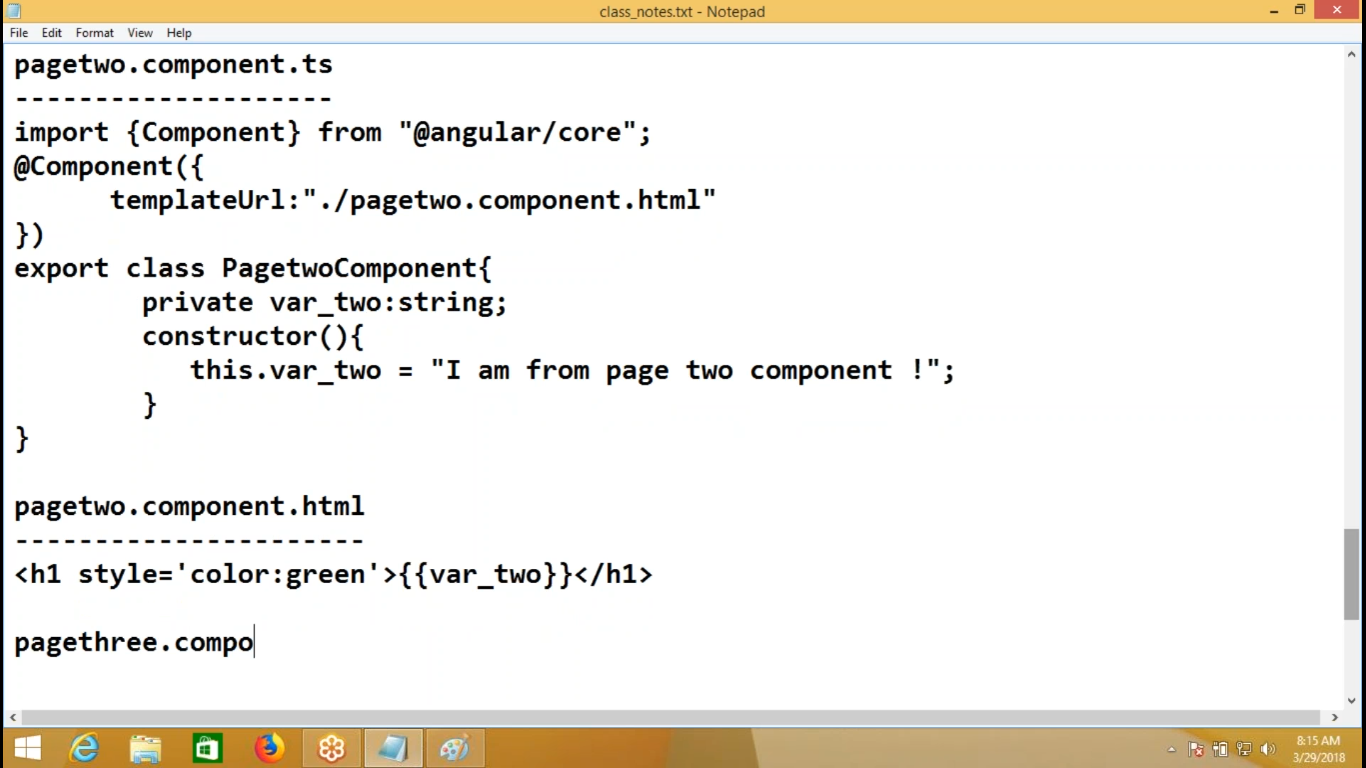 class_notes.txt - Notepad
File Edit Format View Help
pagetwo.component.ts
--------------------
import {Component} from "@angular/core";
@Component({
      templateUrl:"./pagetwo.component.html"
})
export class PagetwoComponent{
        private var_two:string;
        constructor(){
           this.var_two = "I am from page two component !";
        }
}

pagetwo.component.html
----------------------
<h1 style='color:green'>{{var_two}}</h1>

pagethree.compo
8:15 AM
3/29/2018